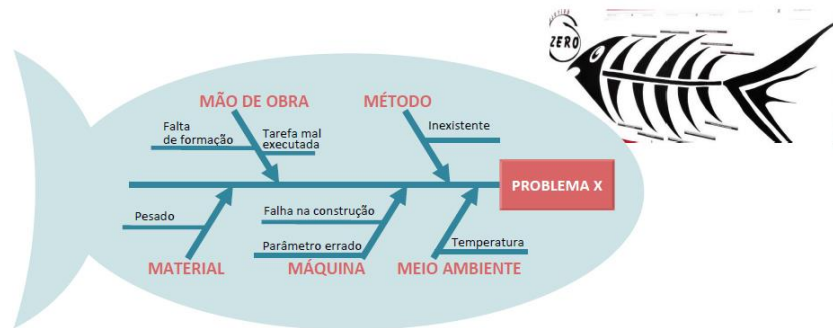 ZERO
MÃO DE OBRA
MÉTODO
Falta
de formação
Tarefa mal
executada
Inexistente
PROBLEMA X
Pesado
Falha na construção
Parâmetro errado
Temperatura
MATERIAL
MÁQUINA
MEIO AMBIENTE